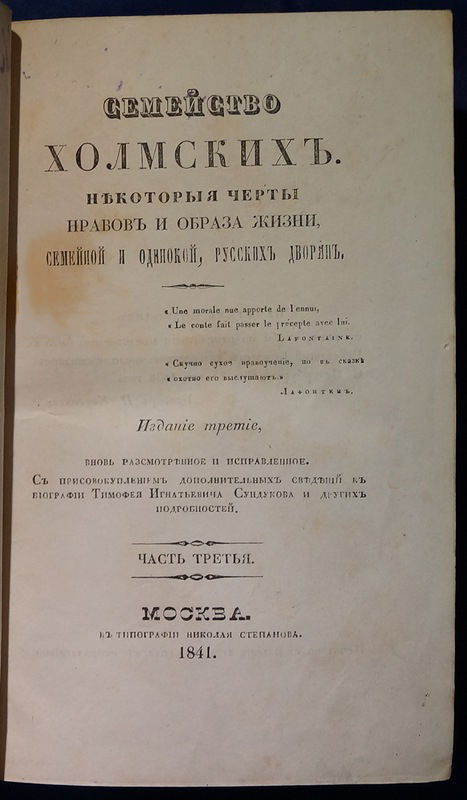 СЕМЕЙСТВО
ХОЛМСКИХЪ.
НѢКОТОРЫЯ ЧЕРТЫ
НРАВОВЪ И ОБРАЗА ЖИЗНИ,
СЕМЕЙНОЙ И ОДИНОКОЙ, РУССКИХЪ ДВОРЯНЪ.
« Une morale nue apporte de l'ennui,
« Le conte fait passer le précepte avec lui.
LAFONTAINE.
« Скучно сухое нравоученіе, но въ сказкѣ
« охотно его выслушаютъ.»
ЛАФОНТЕНЪ.
Изданіе третіе,
ВНОВЬ РАЗСМОТРѢННОЕ И ИСПРАВЛЕННОЕ.
СЪ ПРИСОВОКУПЛЕНІЕМЪ ДОПОЛНИТЕЛЬНЫХЪ СВѢДѢНІЙ КЪ
БІОГРАФІИ ТИМОФЕЯ ИГНАТЬЕВИЧА СУНДУКОВА И ДРУГИХЪ
ПОДРОБНОСТЕЙ.
ЧАСТЬ ТРЕТЬЯ.
МОСКВА.
ВЪ ТИПОГРАФІИ НИКОЛАЯ СТЕПАНОВА.
1841.